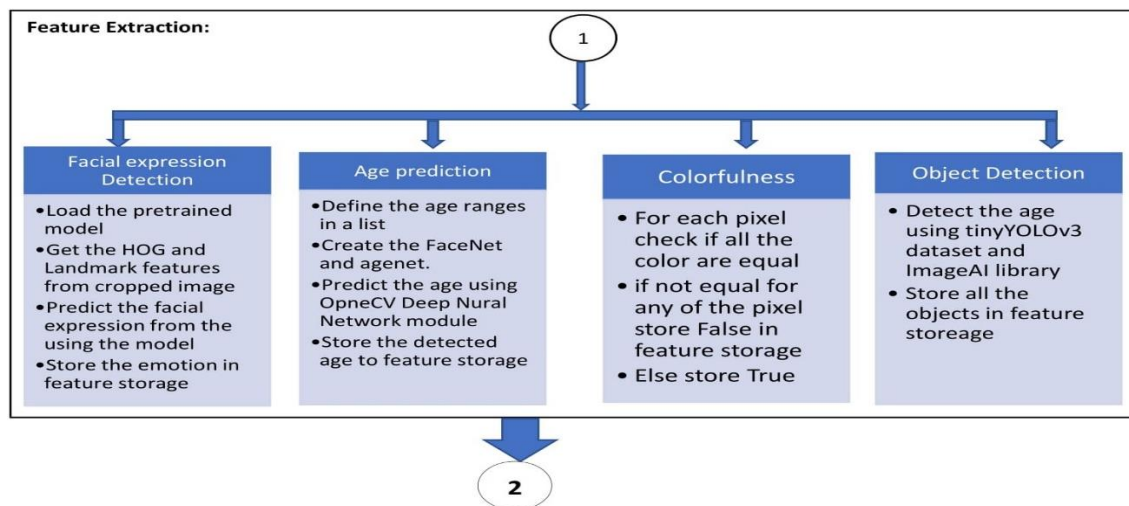 Feature Extraction:
1
Facial expression
Detection
•Load the pretrained
model
•Get the HOG and
Landmark features
from cropped image
•Predict the facial
expression from the
using the model
•Store the emotion in
feature storage
Age prediction
•Define the age ranges
in a list
•Create the FaceNet
and agenet.
•Predict the age using
OpneCV Deep Nural
Network module
•Store the detected
age to feature storage
Colorfulness
• For each pixel
check if all the
color are equal
• if not equal for
any of the pixel
store False in
feature storage
• Else store True
Object Detection
• Detect the age
using tinyYOLOv3
dataset and
ImageAI library
• Store all the
objects in feature
storeage
2